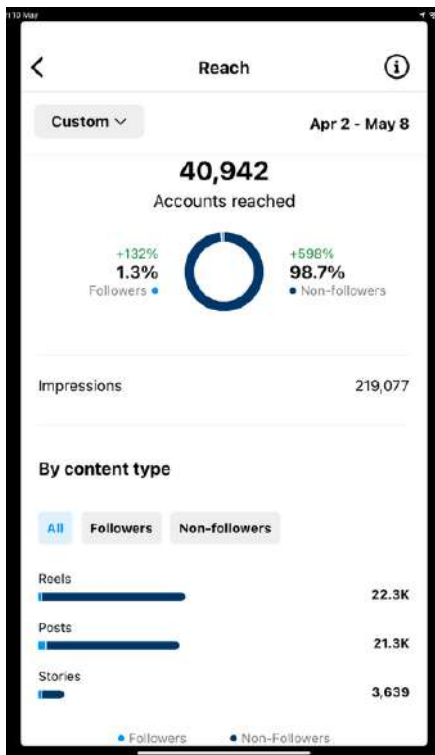 Reach
Custom
Apr 2 - May 8
40,942
Accounts reached
+132%
1.3%
Followers
+598%
98.7%
Non-followers
Impressions
219,077
By content type
All
Followers
Non-followers
Reels
22.3K
Posts
21.3K
Stories
3,639
Followers
Non-Followers